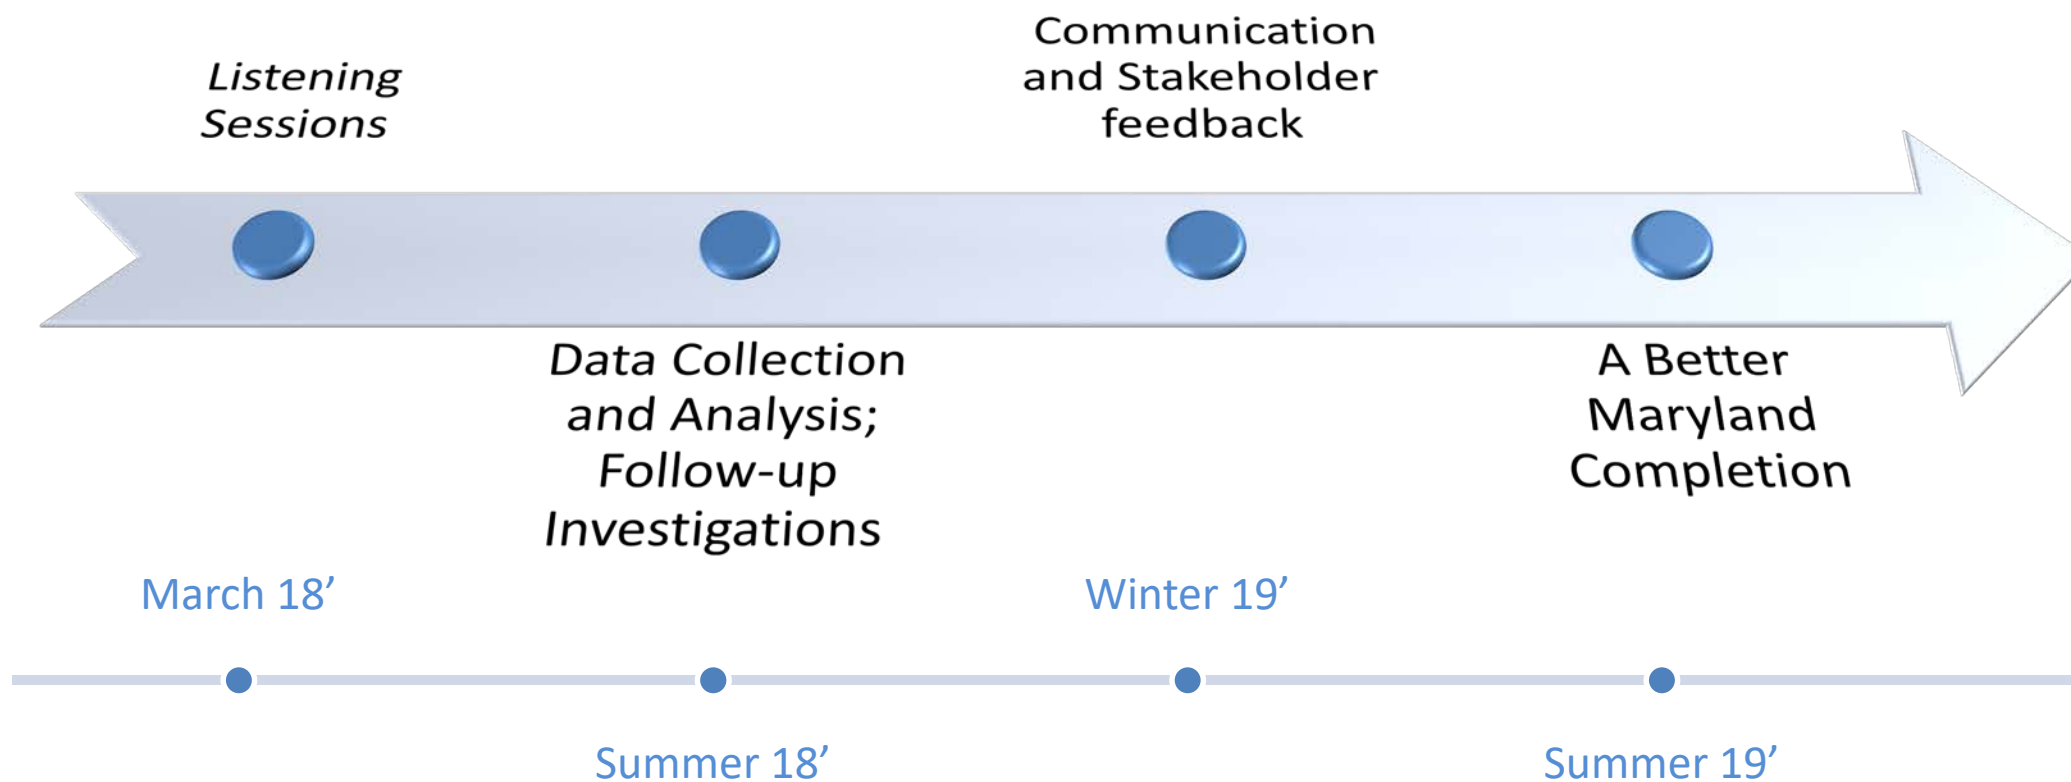 Listening
Sessions
Communication
and Stakeholder
feedback
Data Collection
and Analysis;
Follow-up
Investigations
A Better
Maryland
Completion
March 18’
Winter 19’
Summer 18’
Summer 19’